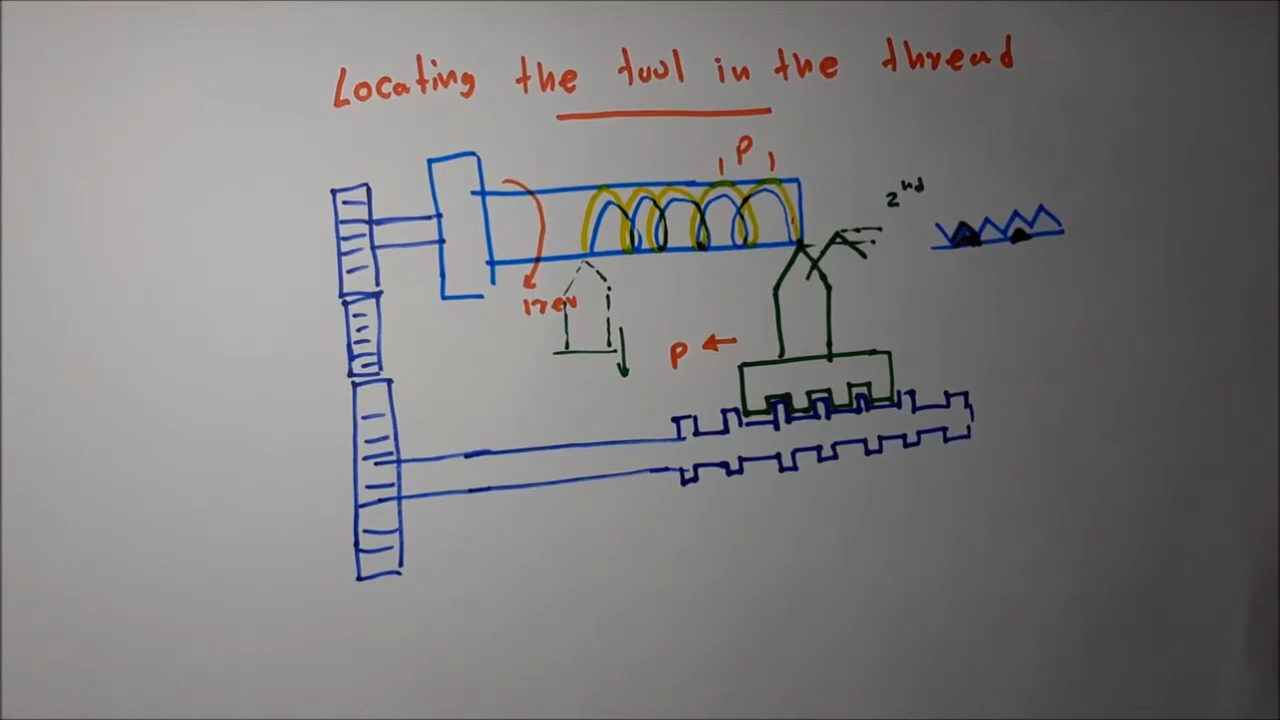 Locating the tool in the thread
P
2nd
1rev
P